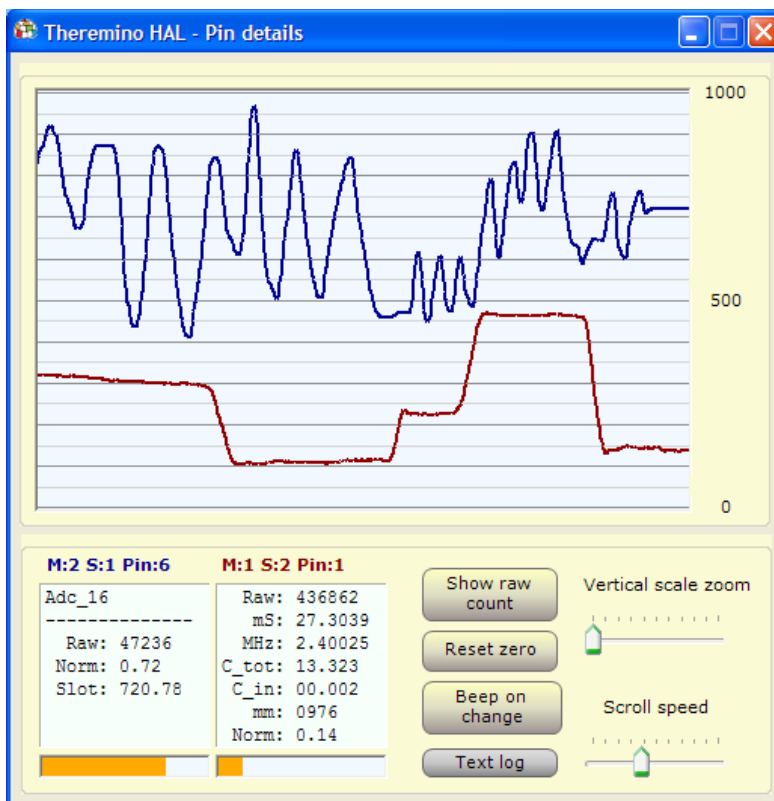 Theremino HAL - Pin details
1000
500
0
M:2 S:1 Pin:6
Adc_16
--------------
Raw: 47236
Norm: 0.72
Slot: 720.78
M:1 S:2 Pin:1
Raw: 436862
mS: 27.3039
MHz: 2.40025
C_tot: 13.323
C_in: 00.002
mm: 0976
Norm: 0.14
Show raw
count
Reset zero
Beep on
change
Text log
Vertical scale zoom
Scroll speed